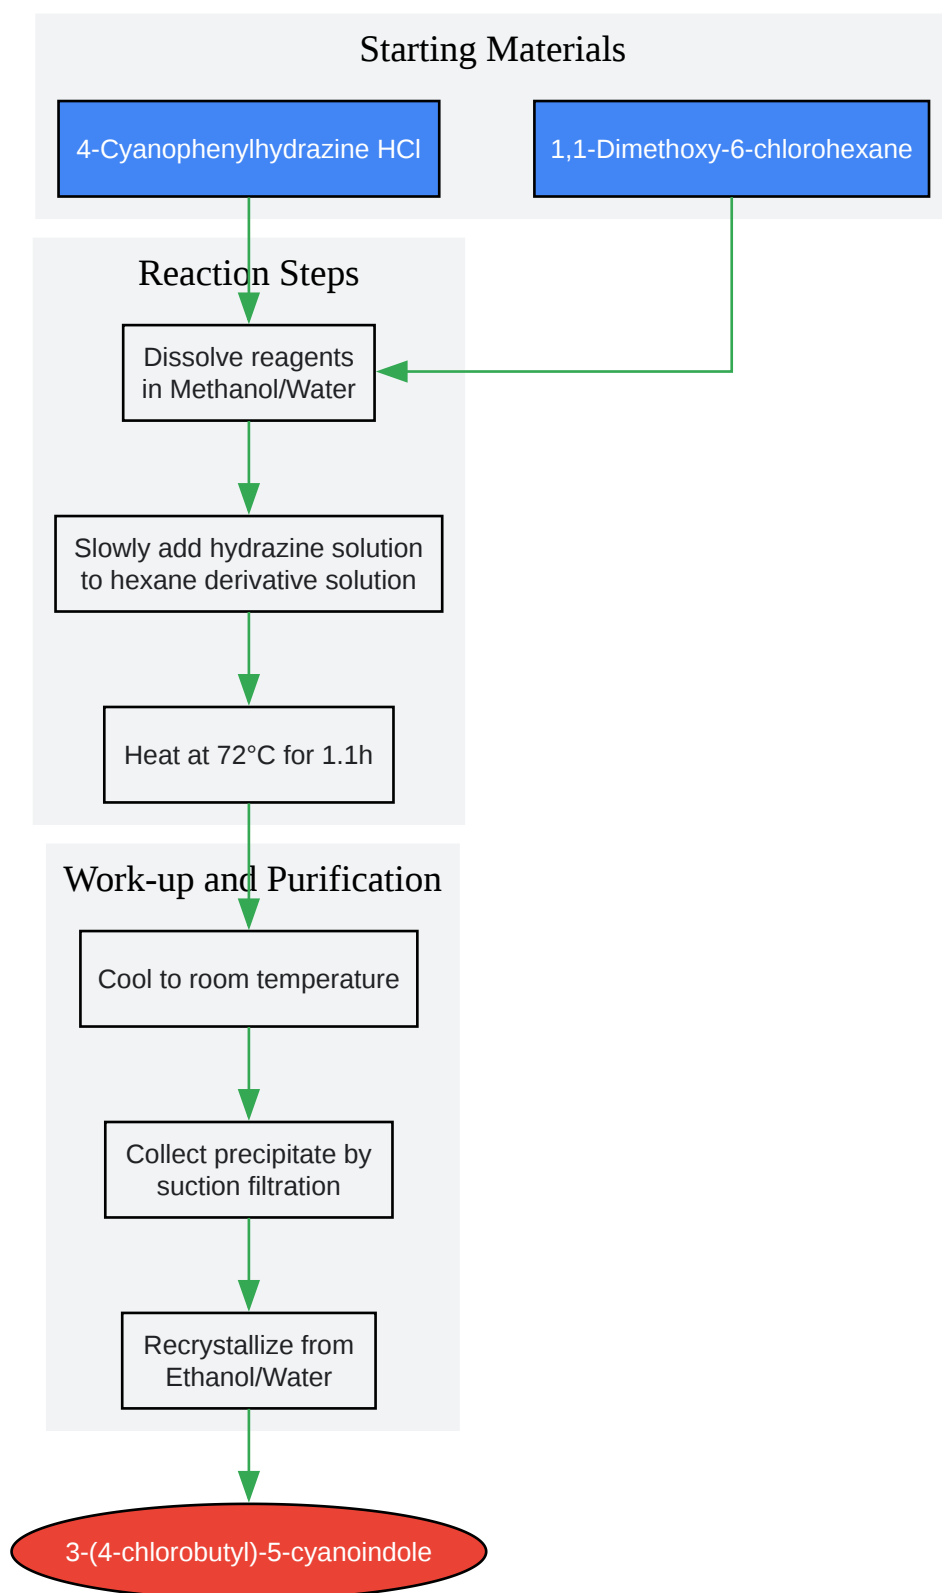 Starting Materials
4-Cyanophenylhydrazine HCl
1,1-Dimethoxy-6-chlorohexane
Reaction Steps
Dissolve reagents
in Methanol/Water
Slowly add hydrazine solution
to hexane derivative solution
Heat at 72°C for 1.1h
Work-up and Purification
Cool to room temperature
Collect precipitate by
suction filtration
Recrystallize from
Ethanol/Water
3-(4-chlorobutyl)-5-cyanoindole